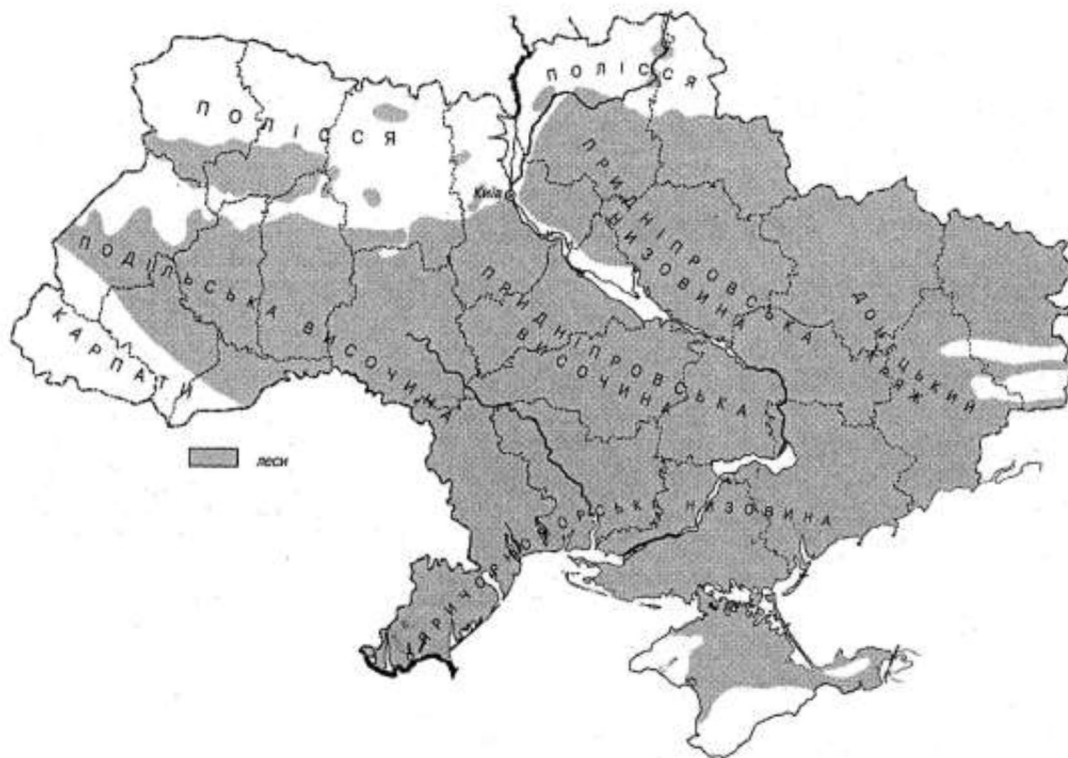 ПОЛІССЯ
ПОЛІССЯ
Київ
ПРИДНІПРОВСЬКА
НИЗОВИНА
ПОДІЛЬСЬКА ВИСОЧИНА
ПРИДНІПРОВСЬКА
ВИСОЧИНА
ДОНЕЦЬКИЙ
КРЯЖ
КАРПАТИ
леси
ПРИЧОРНОМОРСЬКА НИЗОВИНА